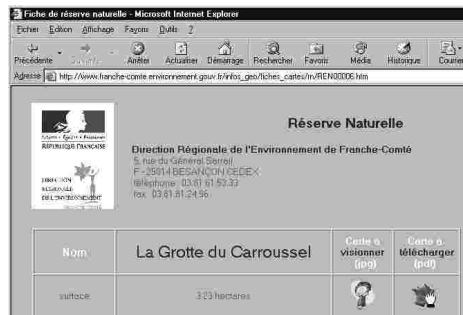 Fiche de réserve naturelle - Microsoft Internet Explorer
Fichier Edition Affichage Favoris Outils ?
Précédente Arrêter Actualiser Démarrage Rechercher Favoris Média Historique Courrier
Adresse http://www.franche-comte.environnement.gouv.fr/infos_geo/fiches_cartes/rn/REN00006.htm
Réserve Naturelle
RÉPUBLIQUE FRANÇAISE
Direction Régionale de l'Environnement de Franche-Comté
5, rue du Général Sarrail
F - 25014 BESANÇON CEDEX
téléphone : 03.81.61.53.33
fax : 03.81.81.24.96
DIRECTION
REGIONALE
DE L'ENVIRONNEMENT
Nom La Grotte du Carroussel Carte à visionner (jpg) Carte à télécharger (pdf)
surface 3.23 hectares